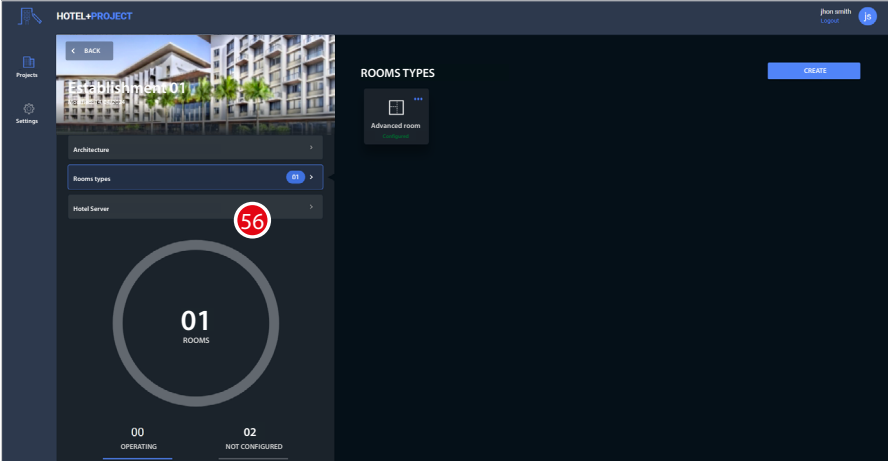 HOTEL+PROJECT
jhon smith
Logout
js
Projects
Settings
BACK
Establishment 01
Architecture
Rooms types
01
Hotel Server
56
01
ROOMS
00
OPERATING
02
NOT CONFIGURED
ROOMS TYPES
CREATE
Advanced room
Configured